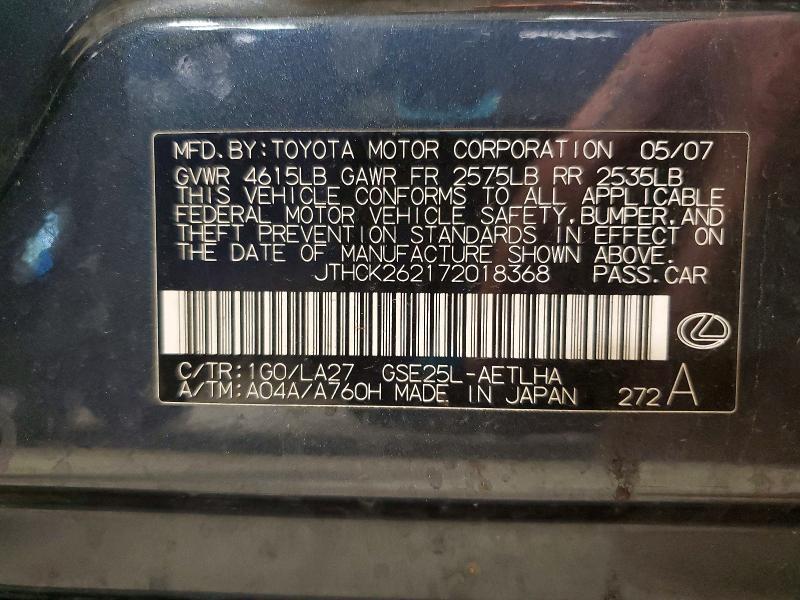 MFD.BY:TOYOTA MOTOR CORPORATION 05/07
GVWR 4615LB GAWR FR 2575LB RR 2535LB
THIS VEHICLE CONFORMS TO ALL APPLICABLE
FEDERAL MOTOR VEHICLE SAFETY,BUMPER,AND
THEFT PREVENTION STANDARDS IN EFFECT ON
THE DATE OF MANUFACTURE SHOWN ABOVE.
JTHCK262172018368 PASS.CAR
C/TR:1G0/LA27 GSE25L-AETLHA
A/TM:A04A/A760H MADE IN JAPAN 272 A